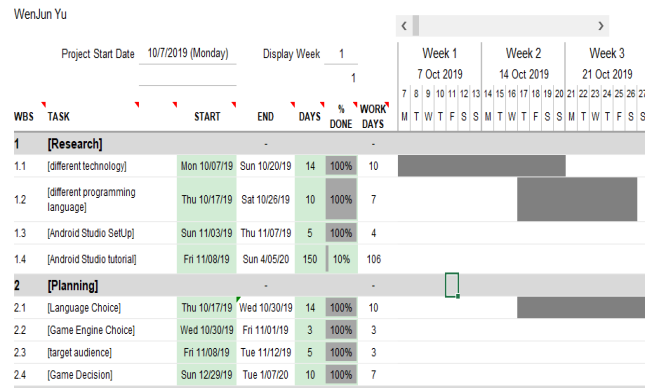 WenJun Yu
Project Start Date 10/7/2019 (Monday) Display Week 1
1
Week 1 Week 2 Week 3
7 Oct 2019 14 Oct 2019 21 Oct 2019
7 8 9 10 11 12 13 14 15 16 17 18 19 20 21 22 23 24 25 26 27
WBS TASK START END DAYS % DONE WORK DAYS M T W T F S S M T W T F S S M T W T F S S
1 [Research] - -
1.1 [different technology] Mon 10/07/19 Sun 10/20/19 14 100% 10
1.2 [different programming language] Thu 10/17/19 Sat 10/26/19 10 100% 7
1.3 [Android Studio SetUp] Sun 11/03/19 Thu 11/07/19 5 100% 4
1.4 [Android Studio tutorial] Fri 11/08/19 Sun 4/05/20 150 10% 106
2 [Planning] - -
2.1 [Language Choice] Thu 10/17/19 Wed 10/30/19 14 100% 10
2.2 [Game Engine Choice] Wed 10/30/19 Fri 11/01/19 3 100% 3
2.3 [target audience] Fri 11/08/19 Tue 11/12/19 5 100% 3
2.4 [Game Decision] Sun 12/29/19 Tue 1/07/20 10 100% 7